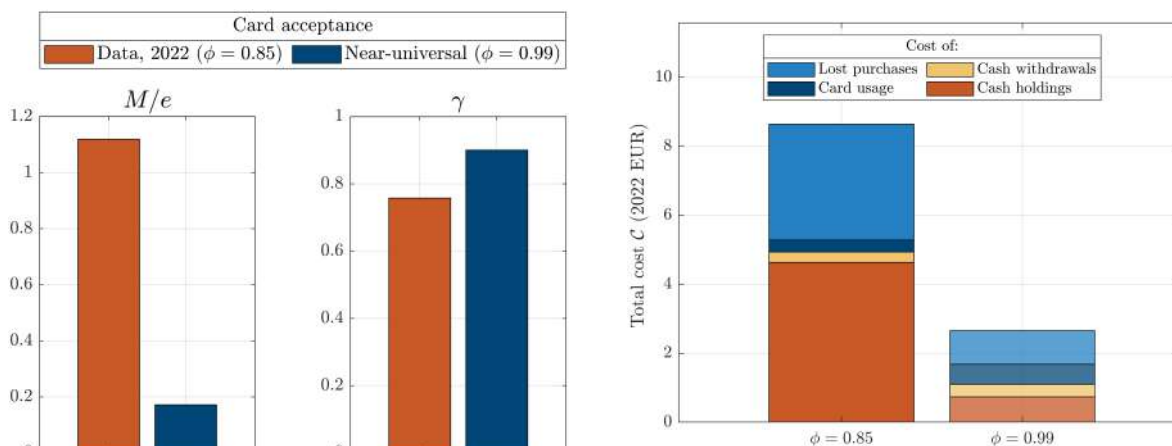 Card acceptance
Data, 2022 (ϕ = 0.85) Near-universal (ϕ = 0.99)
M/e
1.2
1
0.8
0.6
0.4
0.2
γ
1
0.8
0.6
0.4
0.2
Total cost 𝒞 (2022 EUR)
10
8
6
4
2
0
Cost of:
Lost purchases Cash withdrawals
Card usage Cash holdings
ϕ = 0.85 ϕ = 0.99